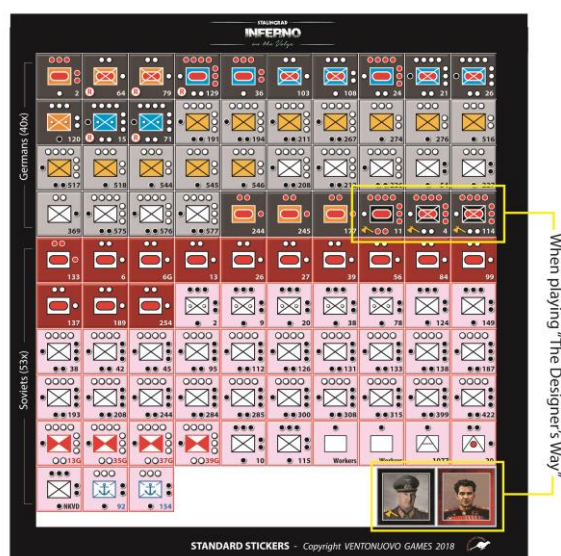 STALINGRAD
INFERNO
on the Volga
Germans (40x)
2 64 79 129 36 103 108 24 21 26
R R R
120 15 71 191 194 211 267 274 276 516
R R
517 518 544 545 546 208
369 575 576 577 244 245 177 11 4 114
Soviets (53x)
133 6 6G 13 26 27 39 56 84 99
137 189 254 2 9 20 38 78 124 149
38 42 45 95 112 126 131 133 138 187
193 208 244 284 285 300 308 315 399 422
13G 35G 37G 39G 10 115 Workers Workers 1077
NKVD 92 154
When playing "The Designer's Way"
STANDARD STICKERS - Copyright VENTONUOVO GAMES 2018